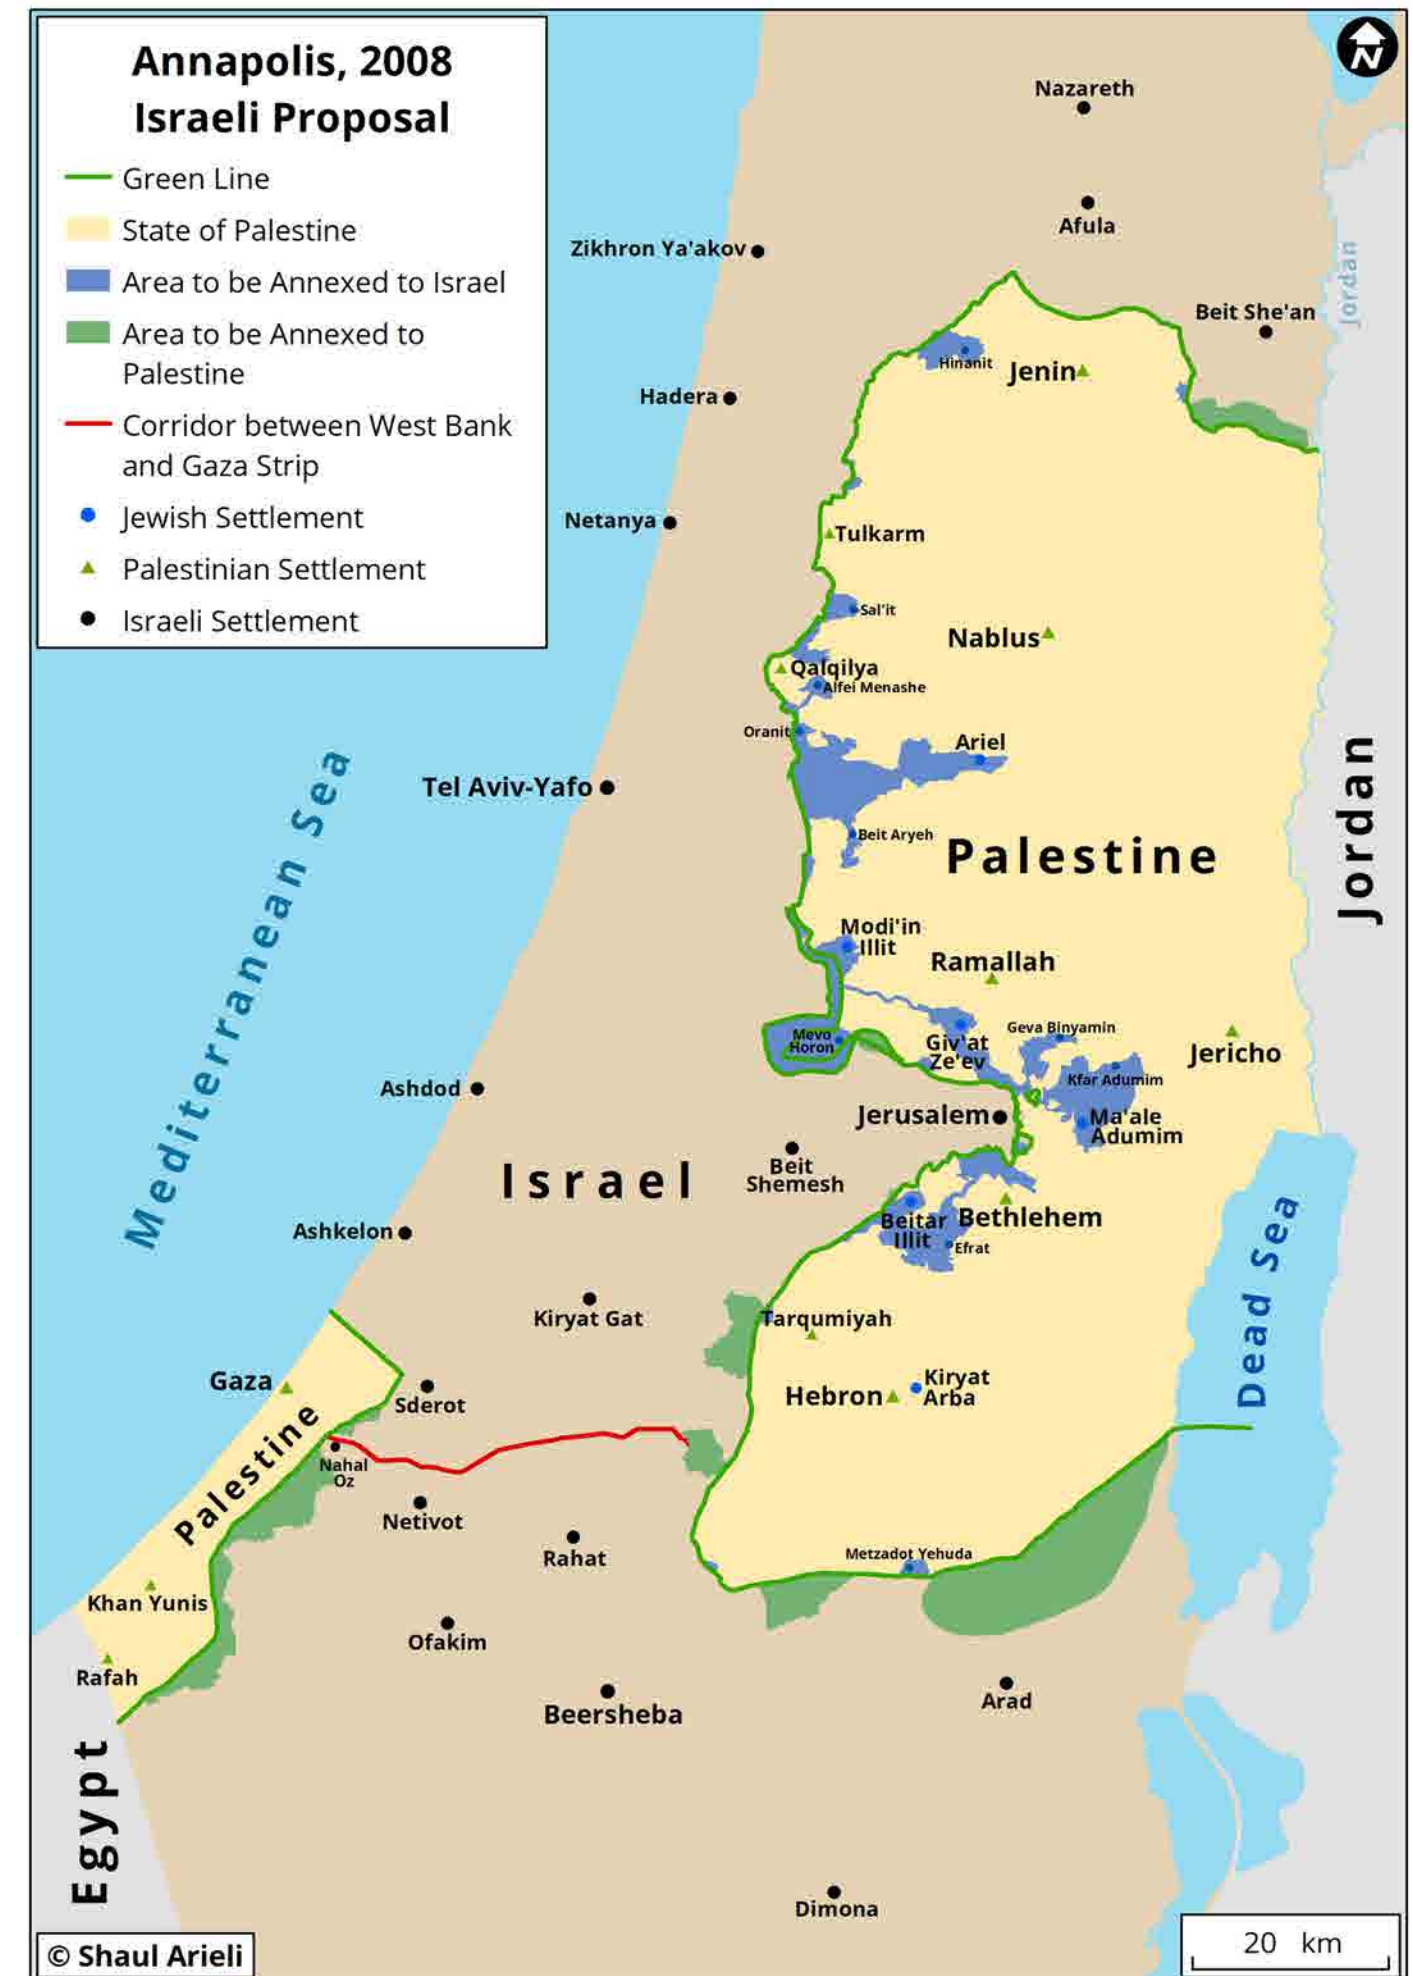 Annapolis, 2008
Israeli Proposal
Green Line
State of Palestine
Area to be Annexed to Israel
Area to be Annexed to
Palestine
Corridor between West Bank
and Gaza Strip
Jewish Settlement
Palestinian Settlement
Israeli Settlement
N
Nazareth
Afula
Zikhron Ya'akov
Jordan
Beit She'an
Hinanit
Jenin
Hadera
Netanya
Tulkarm
Sal'it
Nablus
Qalqilya
Alfei Menashe
Oranit
Ariel
Tel Aviv-Yafo
Beit Aryeh
Palestine
Jordan
Mediterranean Sea
Modi'in
Illit
Ramallah
Mevo
Horon
Giv'at
Ze'ev
Geva Binyamin
Jericho
Kfar Adumim
Ashdod
Jerusalem
Ma'ale
Adumim
Israel
Beit
Shemesh
Beitar
Illit
Bethlehem
Efrat
Ashkelon
Dead Sea
Kiryat Gat
Tarqumiyah
Gaza
Sderot
Hebron
Kiryat
Arba
Palestine
Nahal
Oz
Netivot
Rahat
Metzadot Yehuda
Khan Yunis
Ofakim
Rafah
Beersheba
Arad
Egypt
Dimona
© Shaul Arieli
20 km